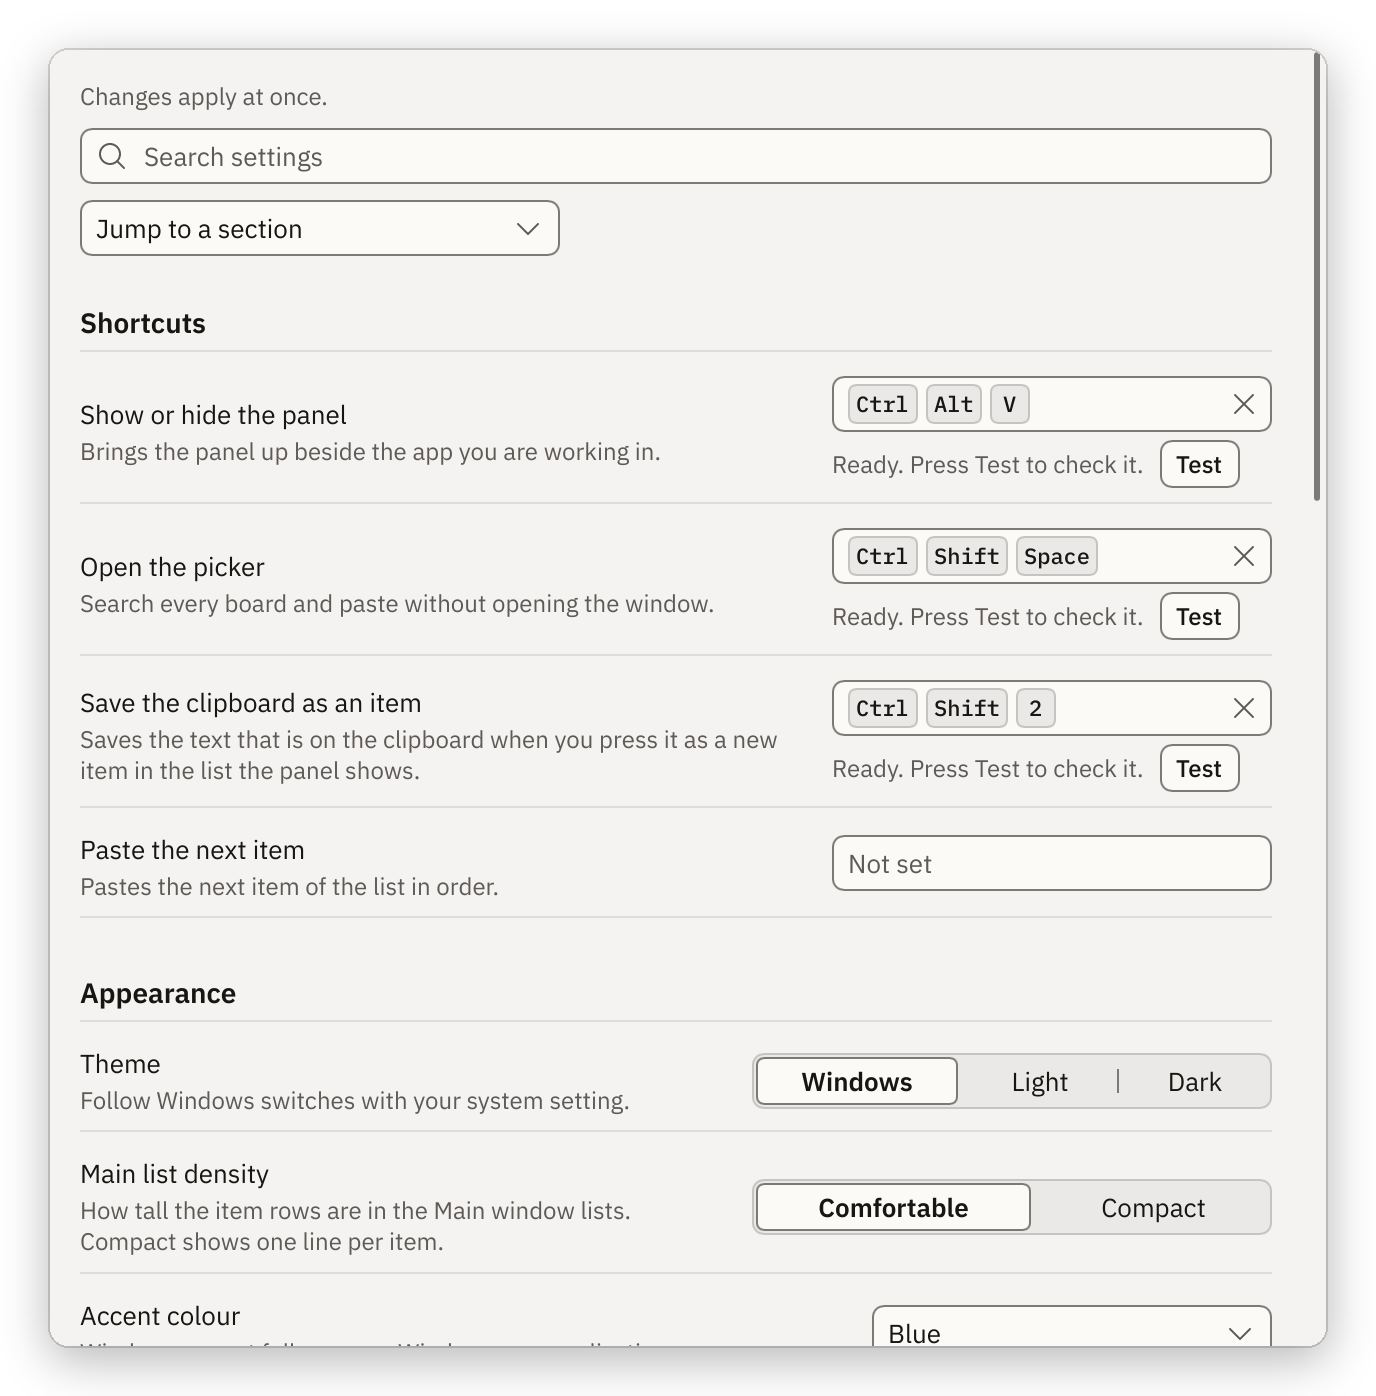 Changes apply at once.
Search settings
Jump to a section
Shortcuts
Show or hide the panel
Brings the panel up beside the app you are working in.
Ctrl Alt V
Ready. Press Test to check it. Test
Open the picker
Search every board and paste without opening the window.
Ctrl Shift Space
Ready. Press Test to check it. Test
Save the clipboard as an item
Saves the text that is on the clipboard when you press it as a new
item in the list the panel shows.
Ctrl Shift 2
Ready. Press Test to check it. Test
Paste the next item
Pastes the next item of the list in order.
Not set
Appearance
Theme
Follow Windows switches with your system setting.
Windows Light Dark
Main list density
How tall the item rows are in the Main window lists.
Compact shows one line per item.
Comfortable Compact
Accent colour
Blue